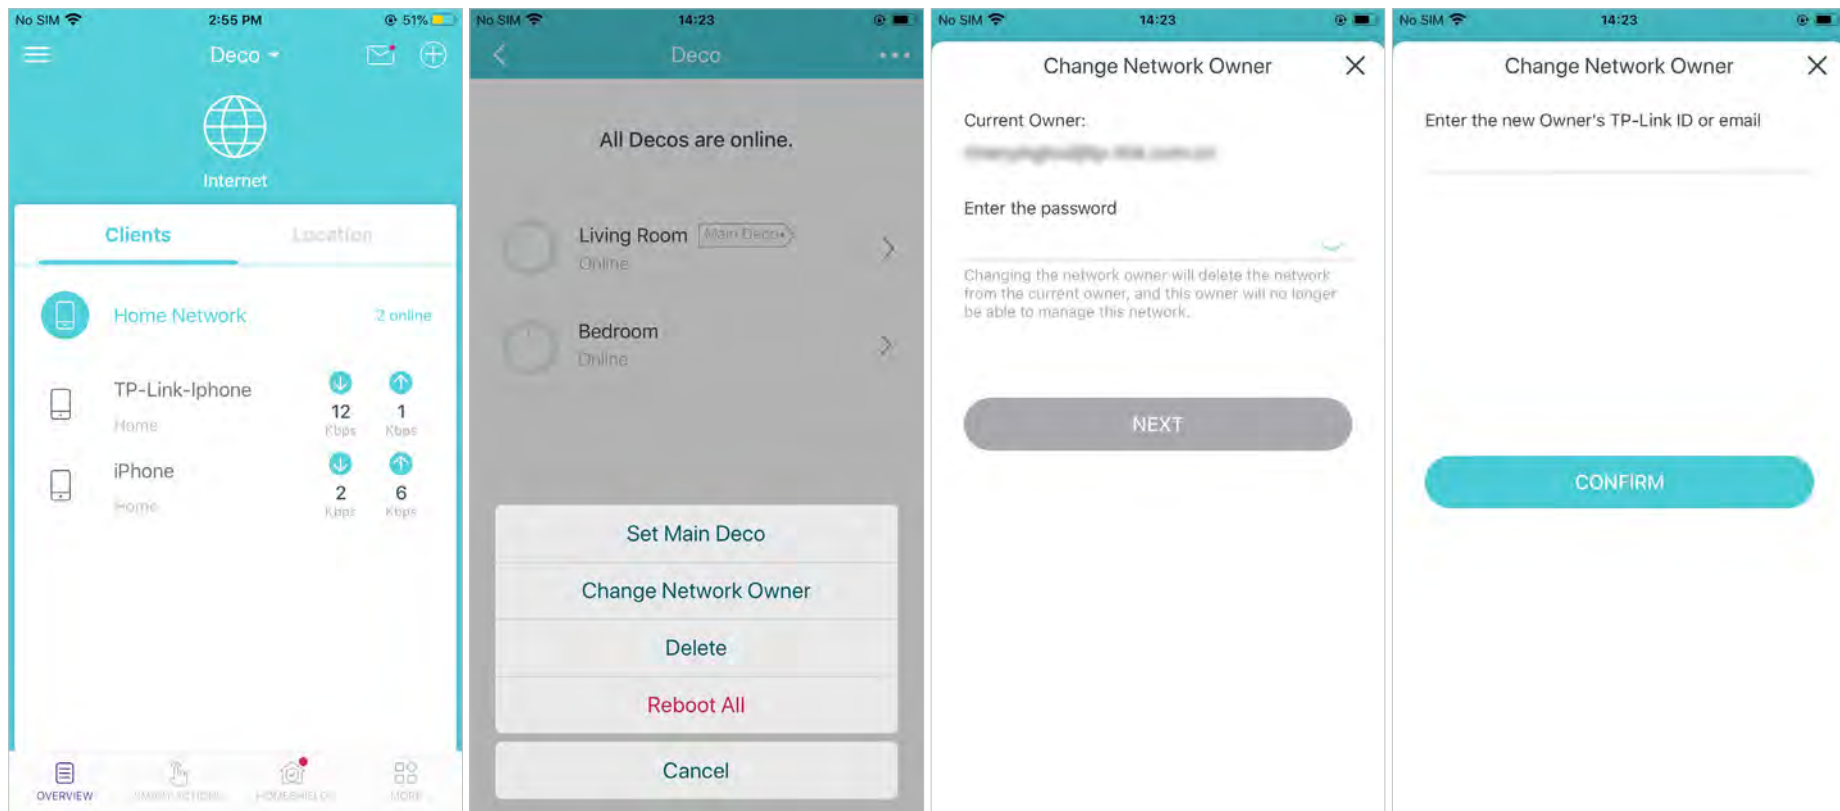 No SIM 2:55 PM 51%
Deco
Internet
Clients Location
Home Network 2 online
TP-Link-Iphone
Home
12 1
Kbps Kbps
iPhone
Home
2 6
Kbps Kbps
OVERVIEW HOMESHIELD MORE
No SIM 14:23
Deco
All Decos are online.
Living Room Main Deco
Online
Bedroom
Online
Set Main Deco
Change Network Owner
Delete
Reboot All
Cancel
No SIM 14:23
Change Network Owner
Current Owner:
Enter the password
Changing the network owner will delete the network
from the current owner, and this owner will no longer
be able to manage this network.
NEXT
No SIM 14:23
Change Network Owner
Enter the new Owner's TP-Link ID or email
CONFIRM